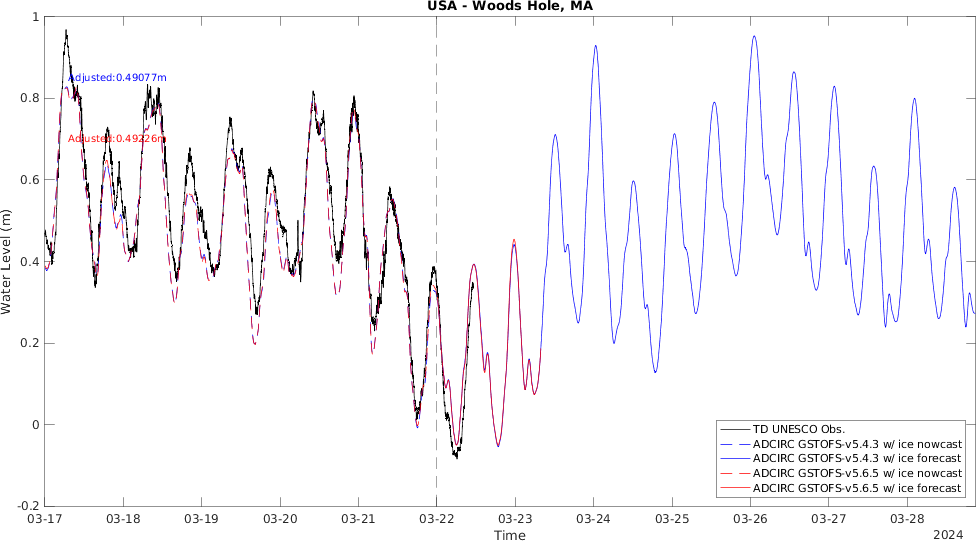 USA - Woods Hole, MA
Water Level (m)
1
0.8
0.6
0.4
0.2
0
-0.2
Adjusted:0.49077m
Adjusted:0.49226m
TD UNESCO Obs.
ADCIRC GSTOFS-v5.4.3 w/ ice nowcast
ADCIRC GSTOFS-v5.4.3 w/ ice forecast
ADCIRC GSTOFS-v5.6.5 w/ ice nowcast
ADCIRC GSTOFS-v5.6.5 w/ ice forecast
03-17 03-18 03-19 03-20 03-21 03-22 03-23 03-24 03-25 03-26 03-27 03-28
Time
2024